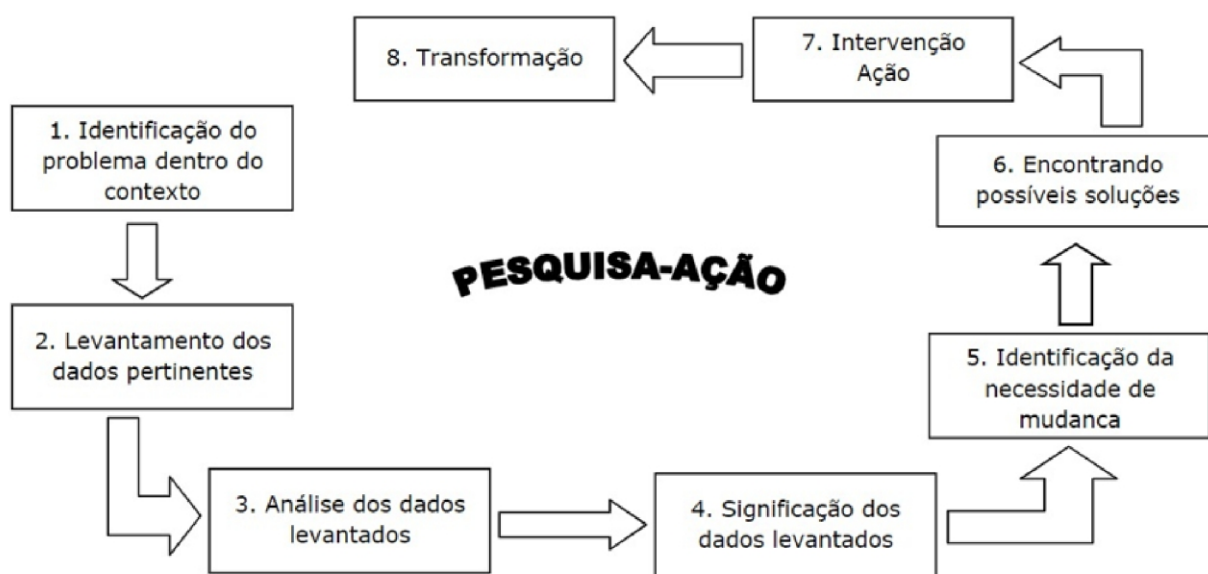 1. Identificação do
problema dentro do
contexto
2. Levantamento dos
dados pertinentes
3. Análise dos dados
levantados
4. Significação dos
dados levantados
5. Identificação da
necessidade de
mudanca
6. Encontrando
possíveis soluções
7. Intervenção
Ação
8. Transformação
PESQUISA-AÇÃO